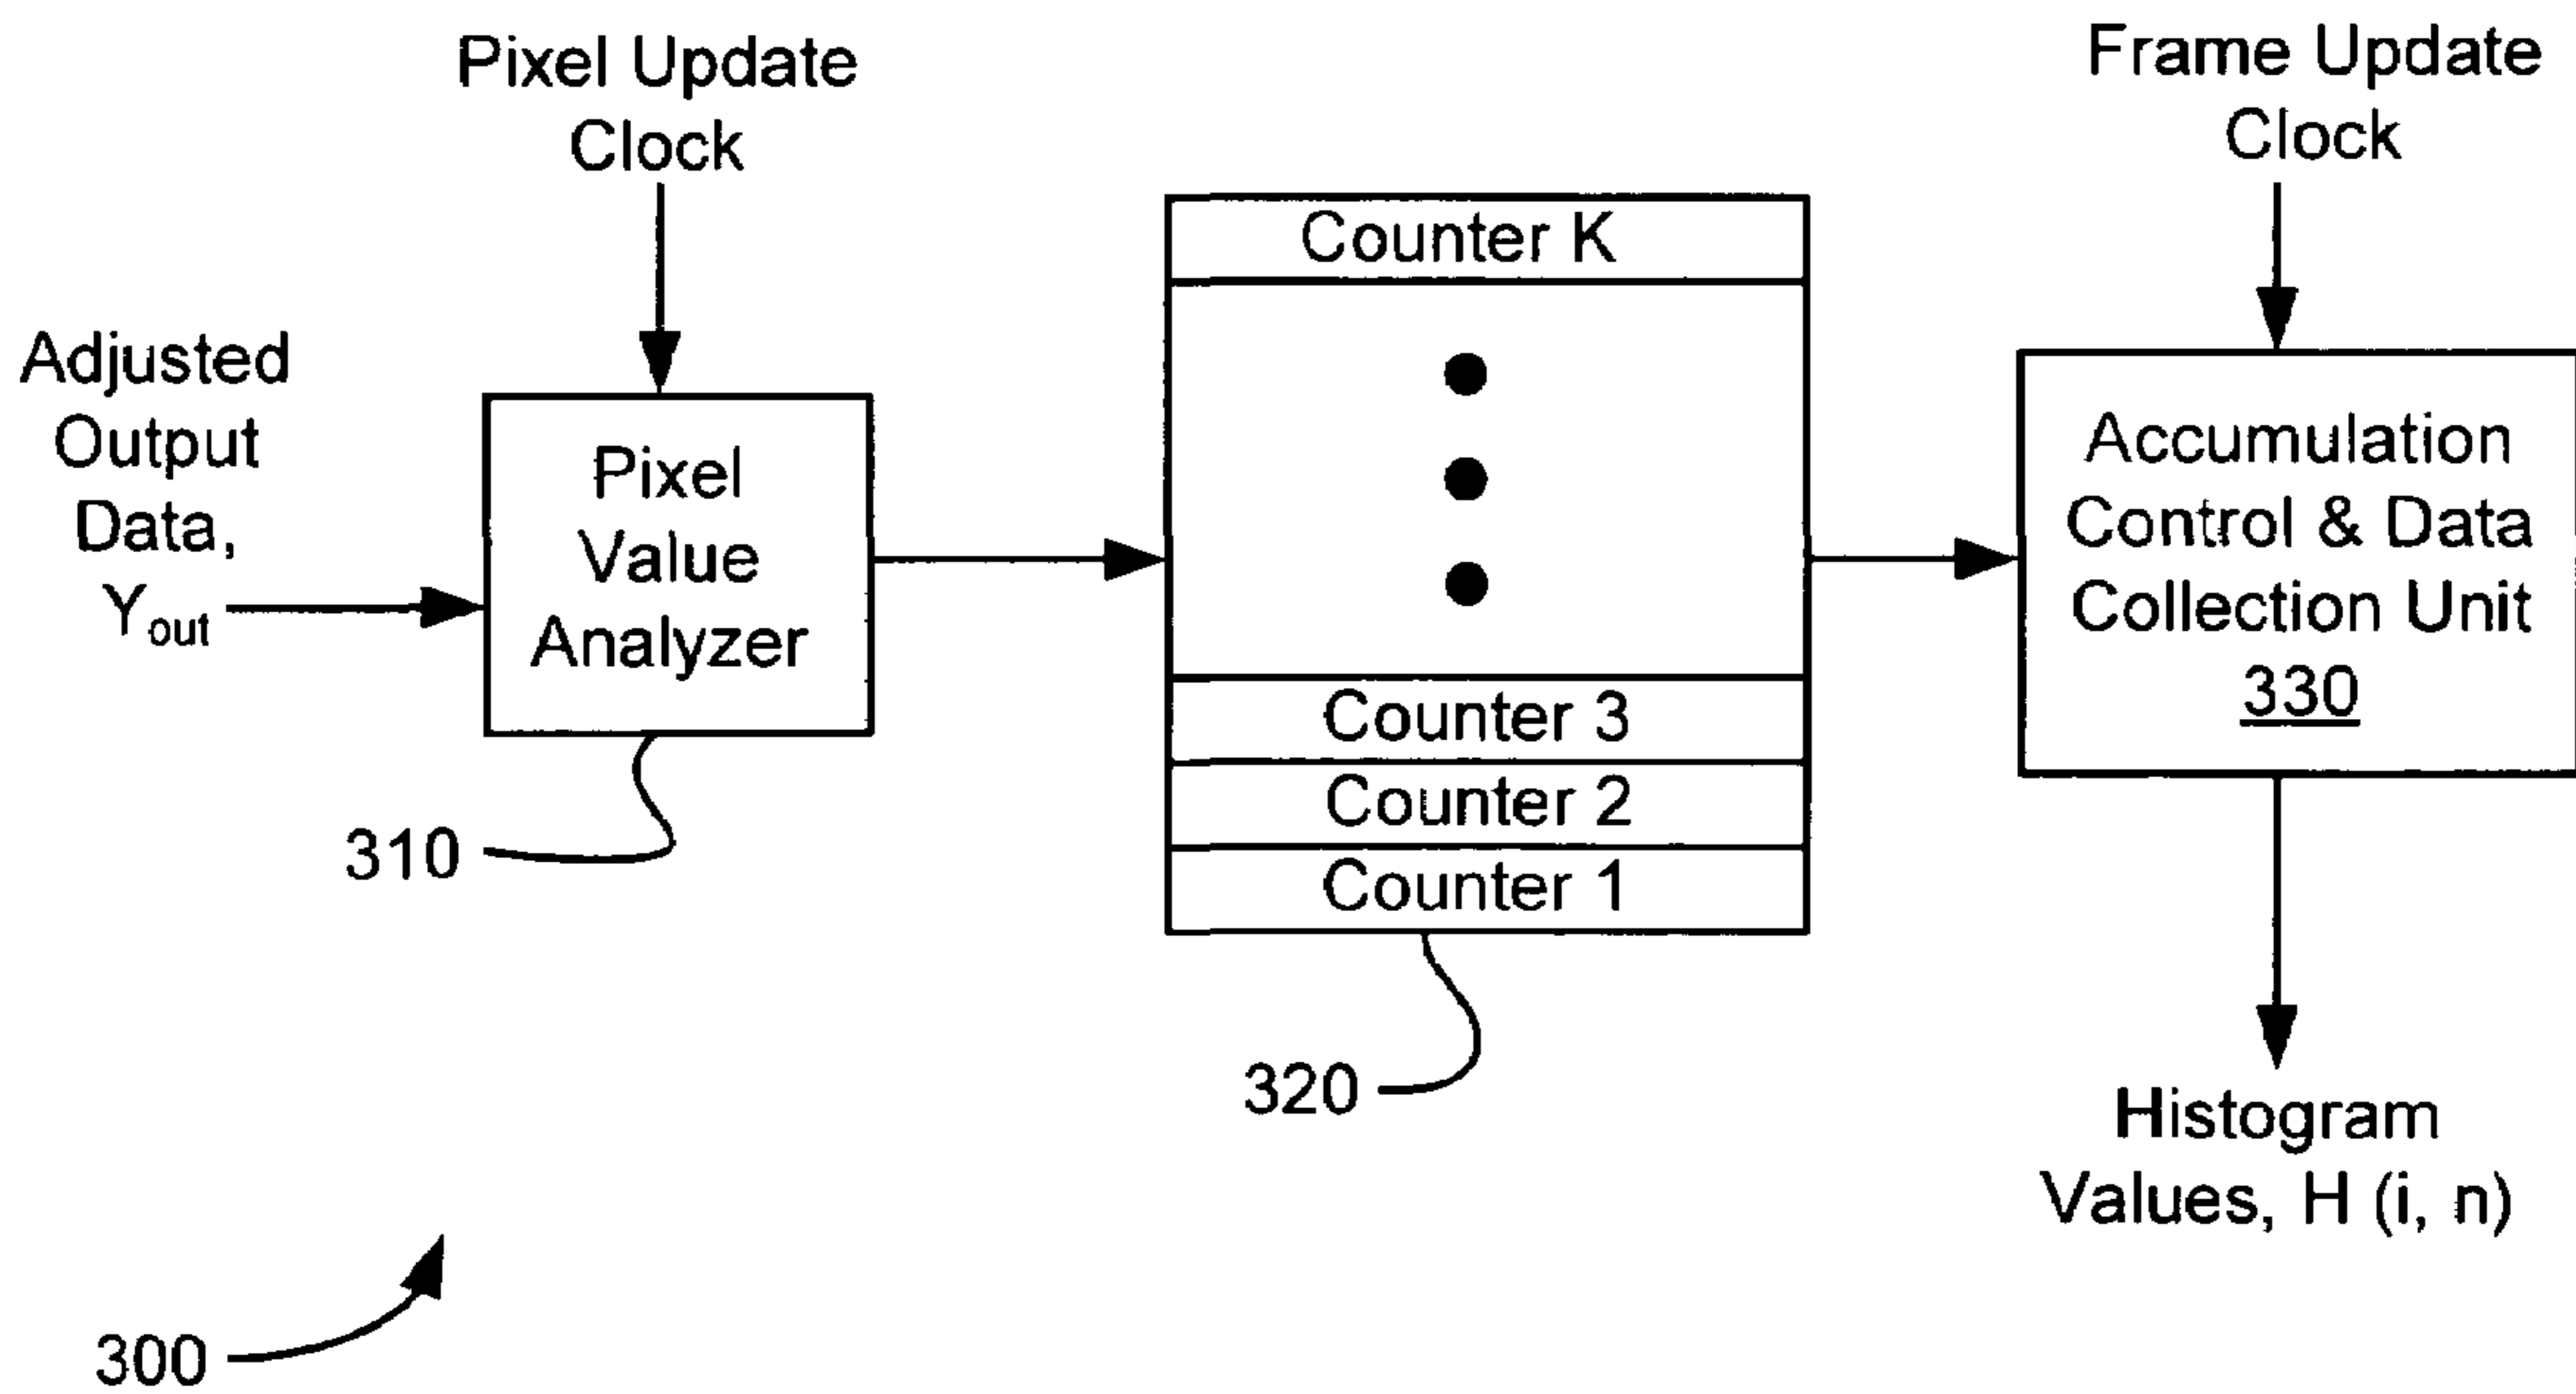 Pixel Update
Clock
Frame Update
Clock
Adjusted
Output
Data,
Yout
Pixel
Value
Analyzer
310
Counter K
Counter 3
Counter 2
Counter 1
320
Accumulation
Control & Data
Collection Unit
330
Histogram
Values, H (i, n)
300